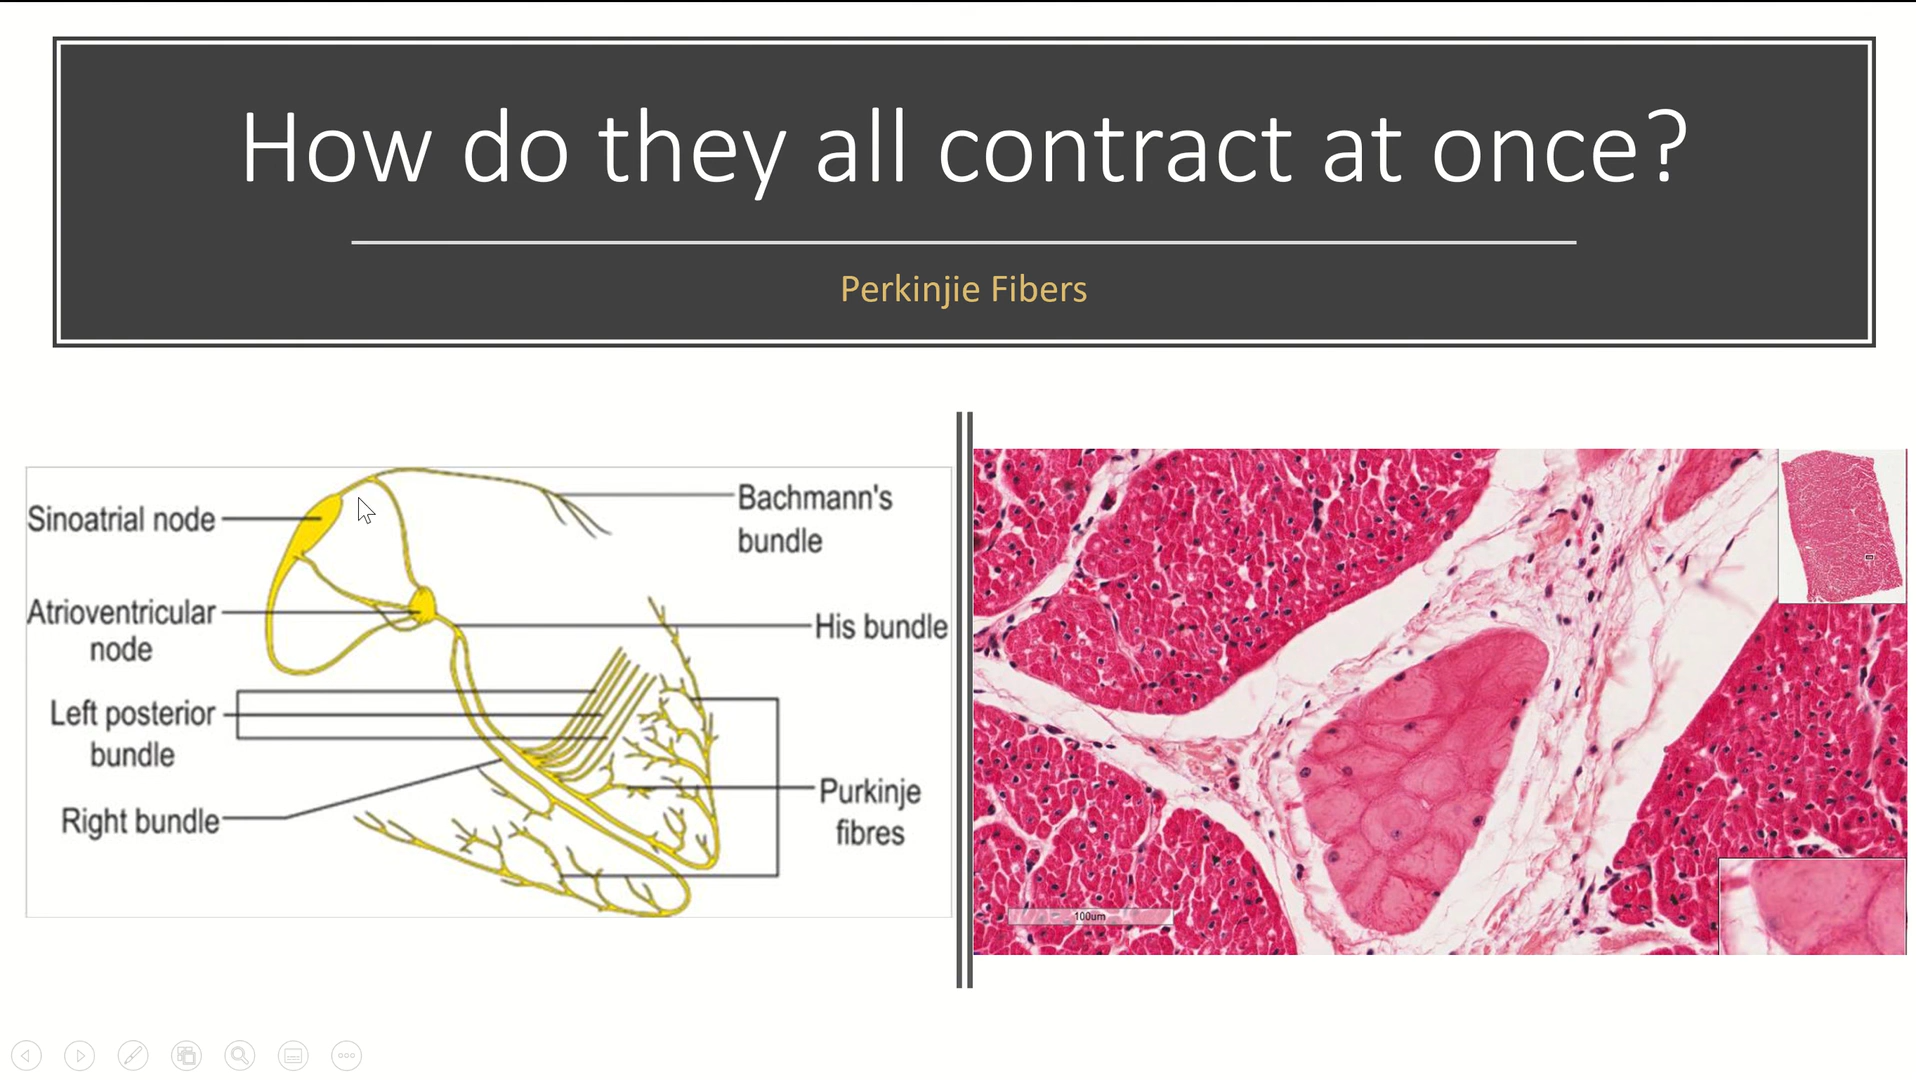 How do they all contract at once?
Perkinjie Fibers
Sinoatrial node
Bachmann's
bundle
Atrioventricular
node
His bundle
Left posterior
bundle
Right bundle
Purkinje
fibres
100um